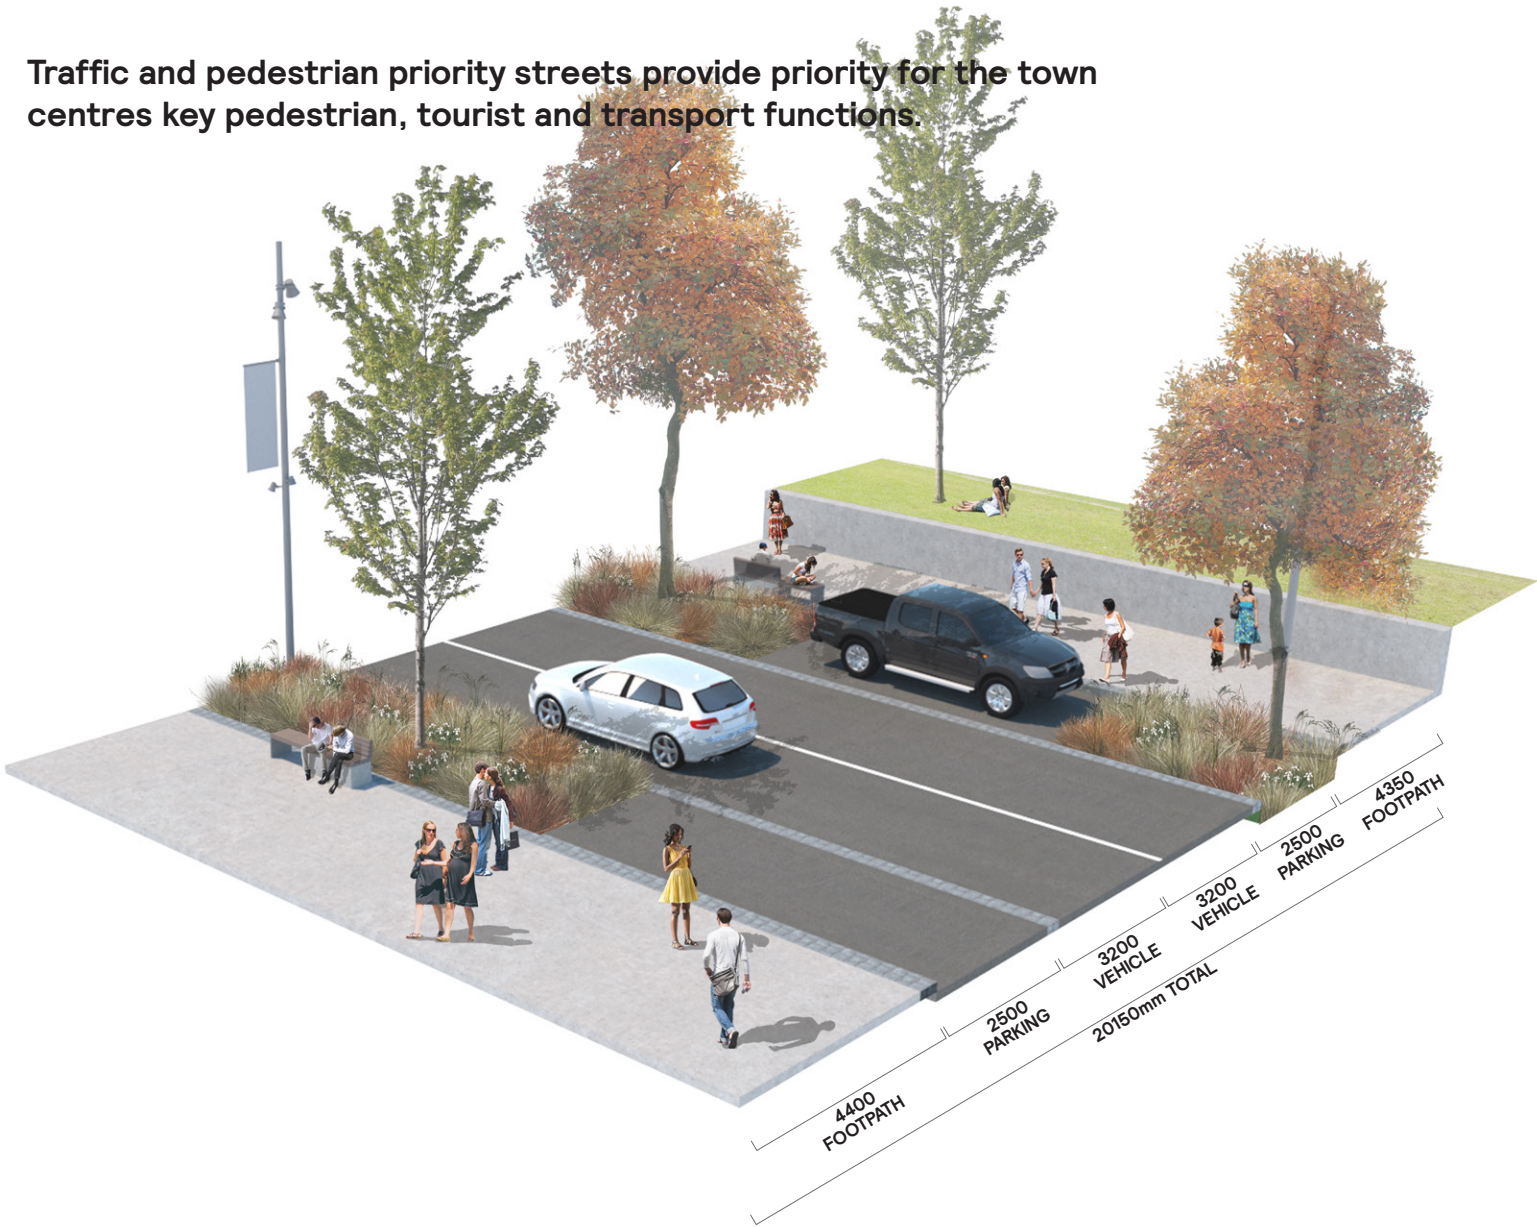 Traffic and pedestrian priority streets provide priority for the town
centres key pedestrian, tourist and transport functions.
4400
FOOTPATH
2500
PARKING
3200
VEHICLE
3200
VEHICLE
2500
PARKING
4350
FOOTPATH
20150mm TOTAL